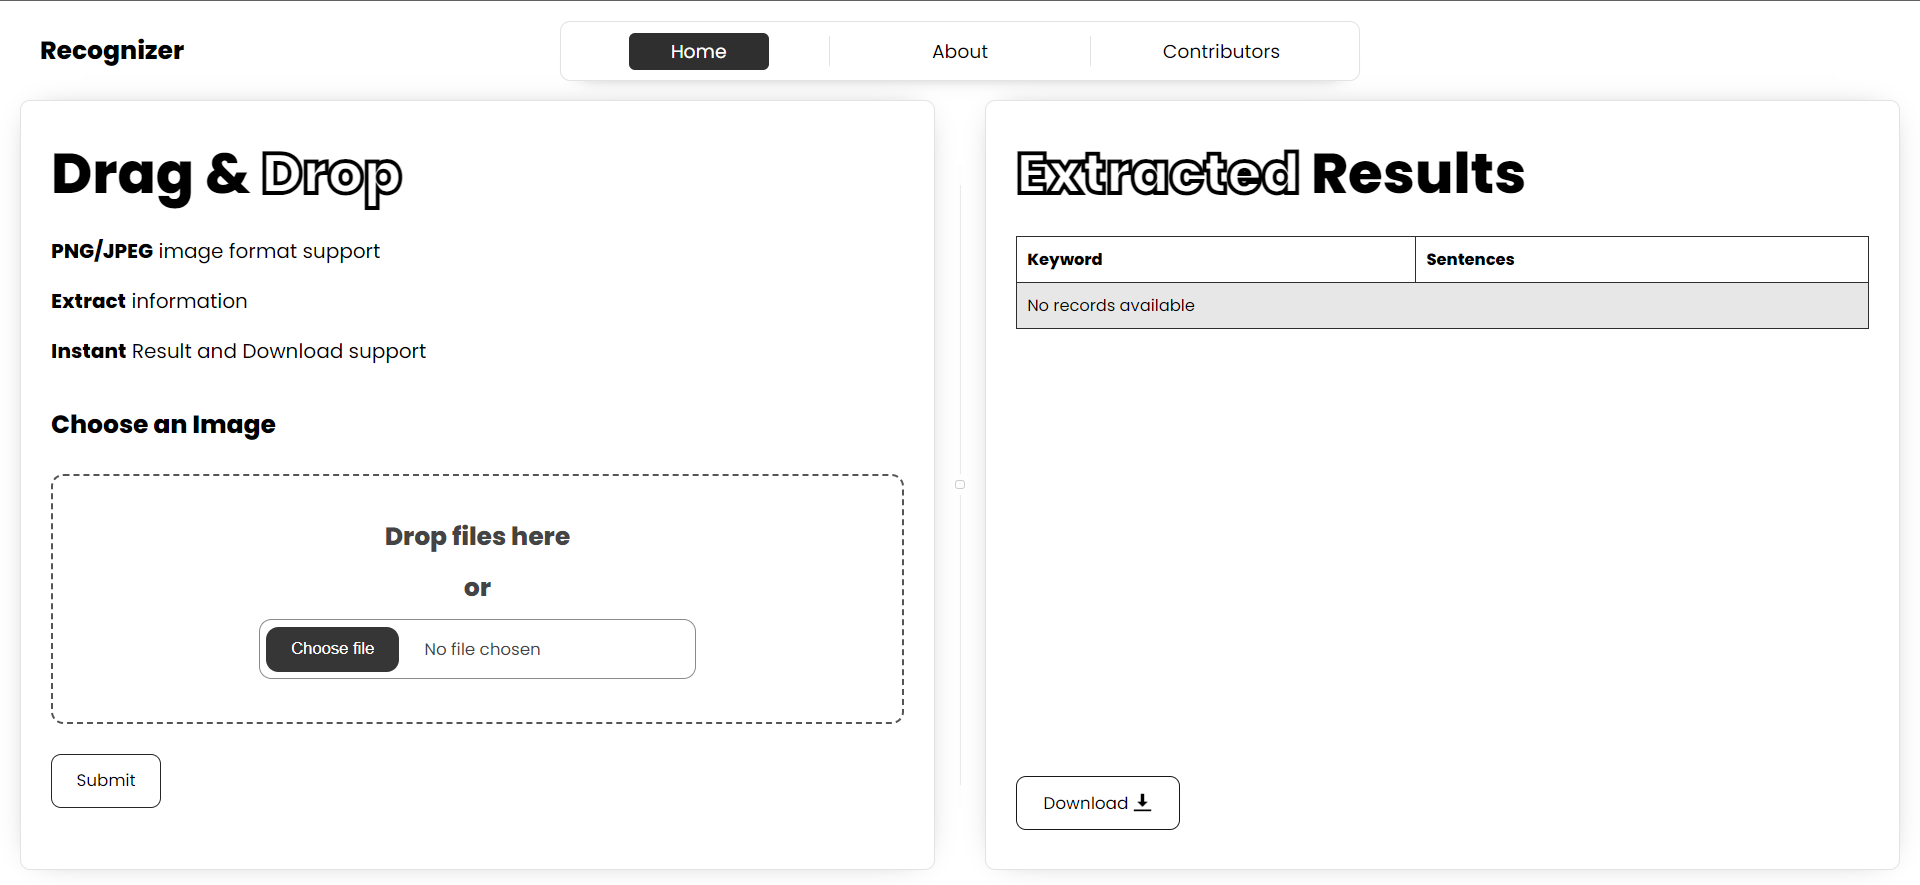 Recognizer
Home
About
Contributors
Drag & Drop
PNG/JPEG image format support
Extract information
Instant Result and Download support
Choose an Image
Drop files here
or
Choose file
No file chosen
Submit
Extracted Results
Keyword
Sentences
No records available
Download